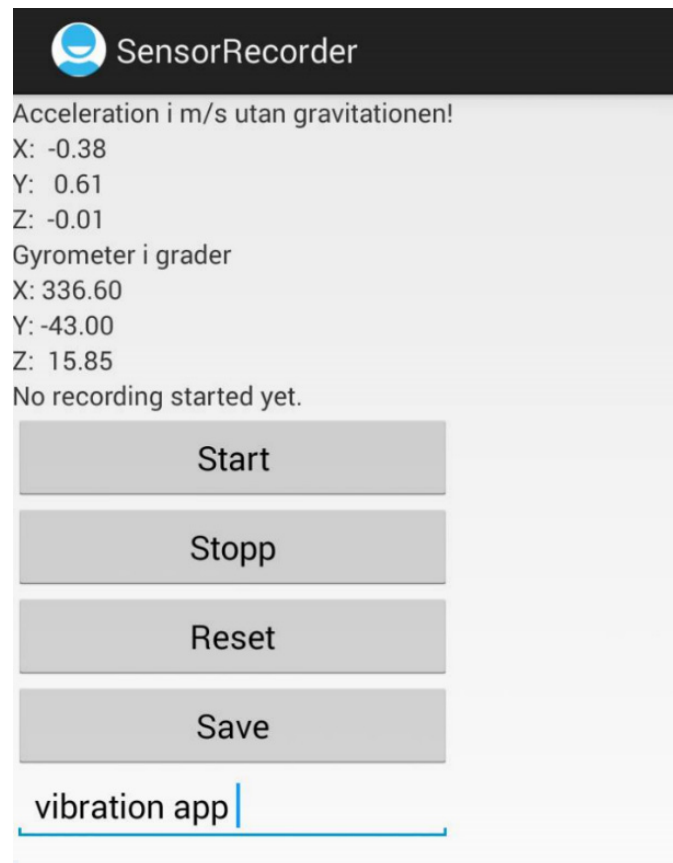 SensorRecorder
Acceleration i m/s utan gravitationen!
X: -0.38
Y: 0.61
Z: -0.01
Gyrometer i grader
X: 336.60
Y: -43.00
Z: 15.85
No recording started yet.
Start
Stopp
Reset
Save
vibration app